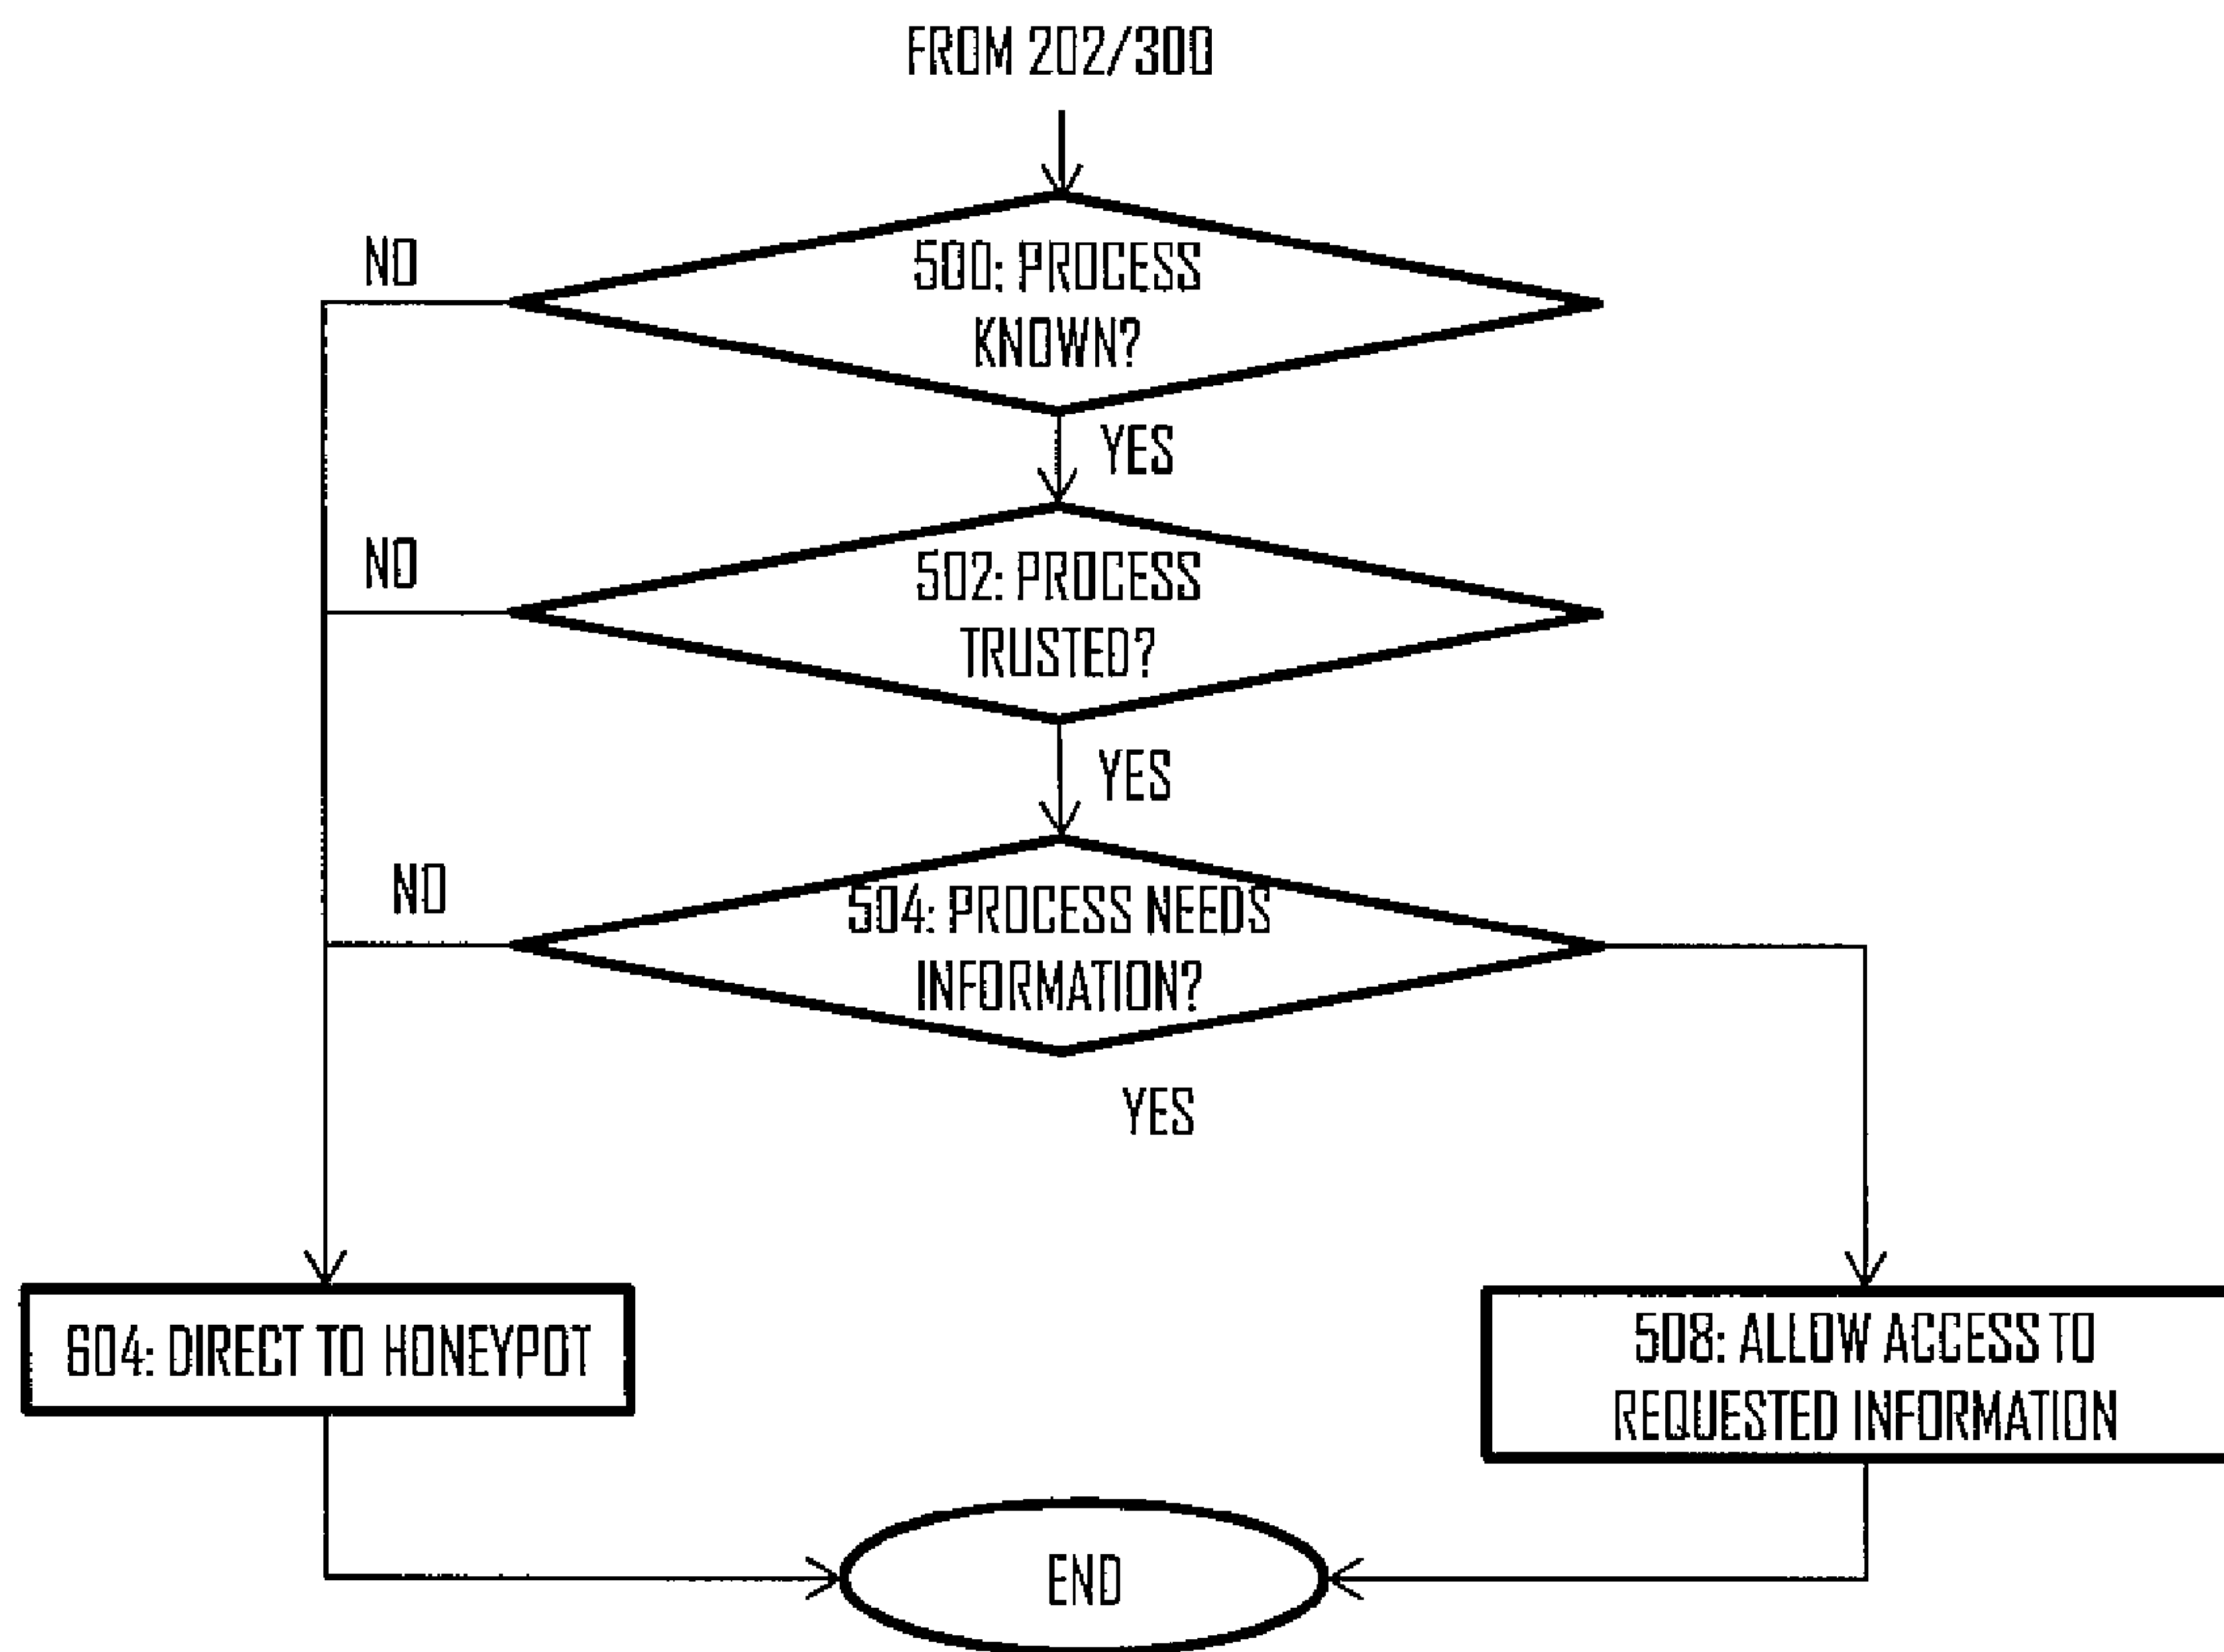 FROM 202/300
NO
500: PROCESS
KNOWN?
YES
NO
502: PROCESS
TRUSTED?
YES
NO
504: PROCESS NEEDS
INFORMATION?
YES
604: DIRECT TO HONEYPOT
508: ALLOW ACCESS TO
REQUESTED INFORMATION
END